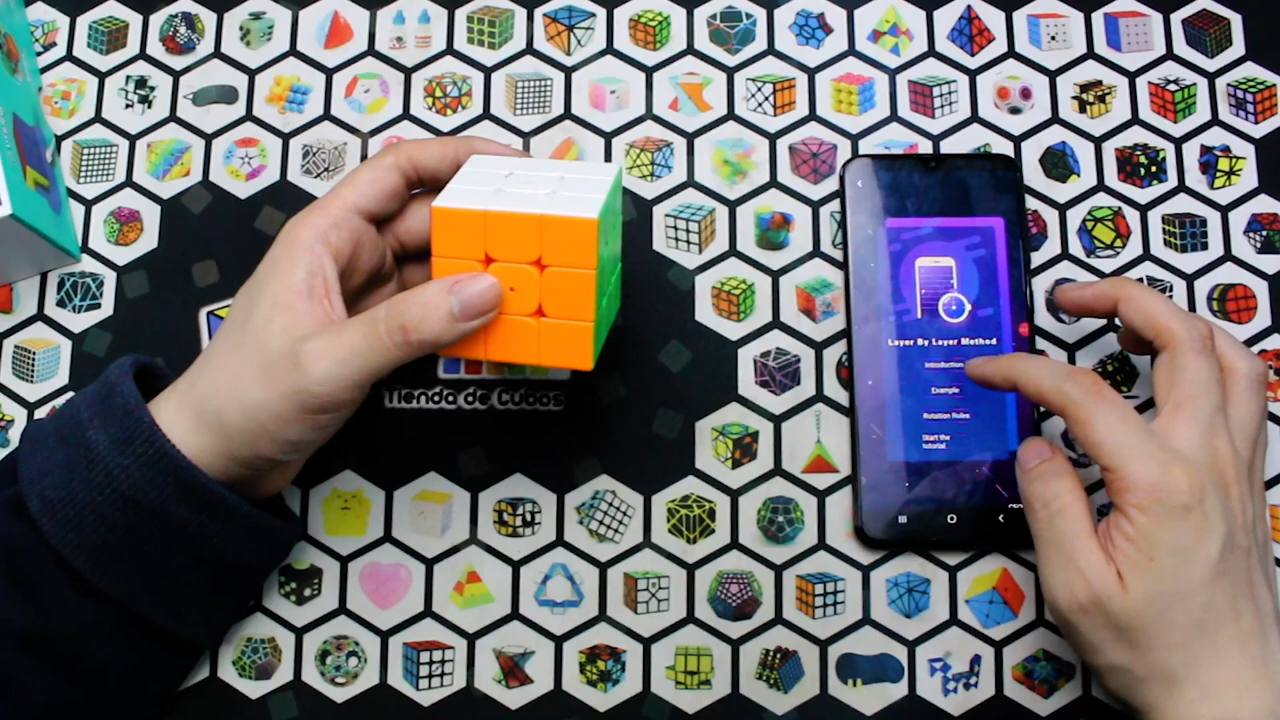 Layer By Layer Method
Introduction
Example
Rotation Rules
Start the
tutorial
Tienda de Cubos